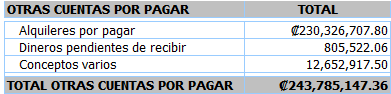 OTRAS CUENTAS POR PAGAR TOTAL
Alquileres por pagar ₡230,326,707.80
Dineros pendientes de recibir 805,522.06
Conceptos varios 12,652,917.50
TOTAL OTRAS CUENTAS POR PAGAR ₡243,785,147.36